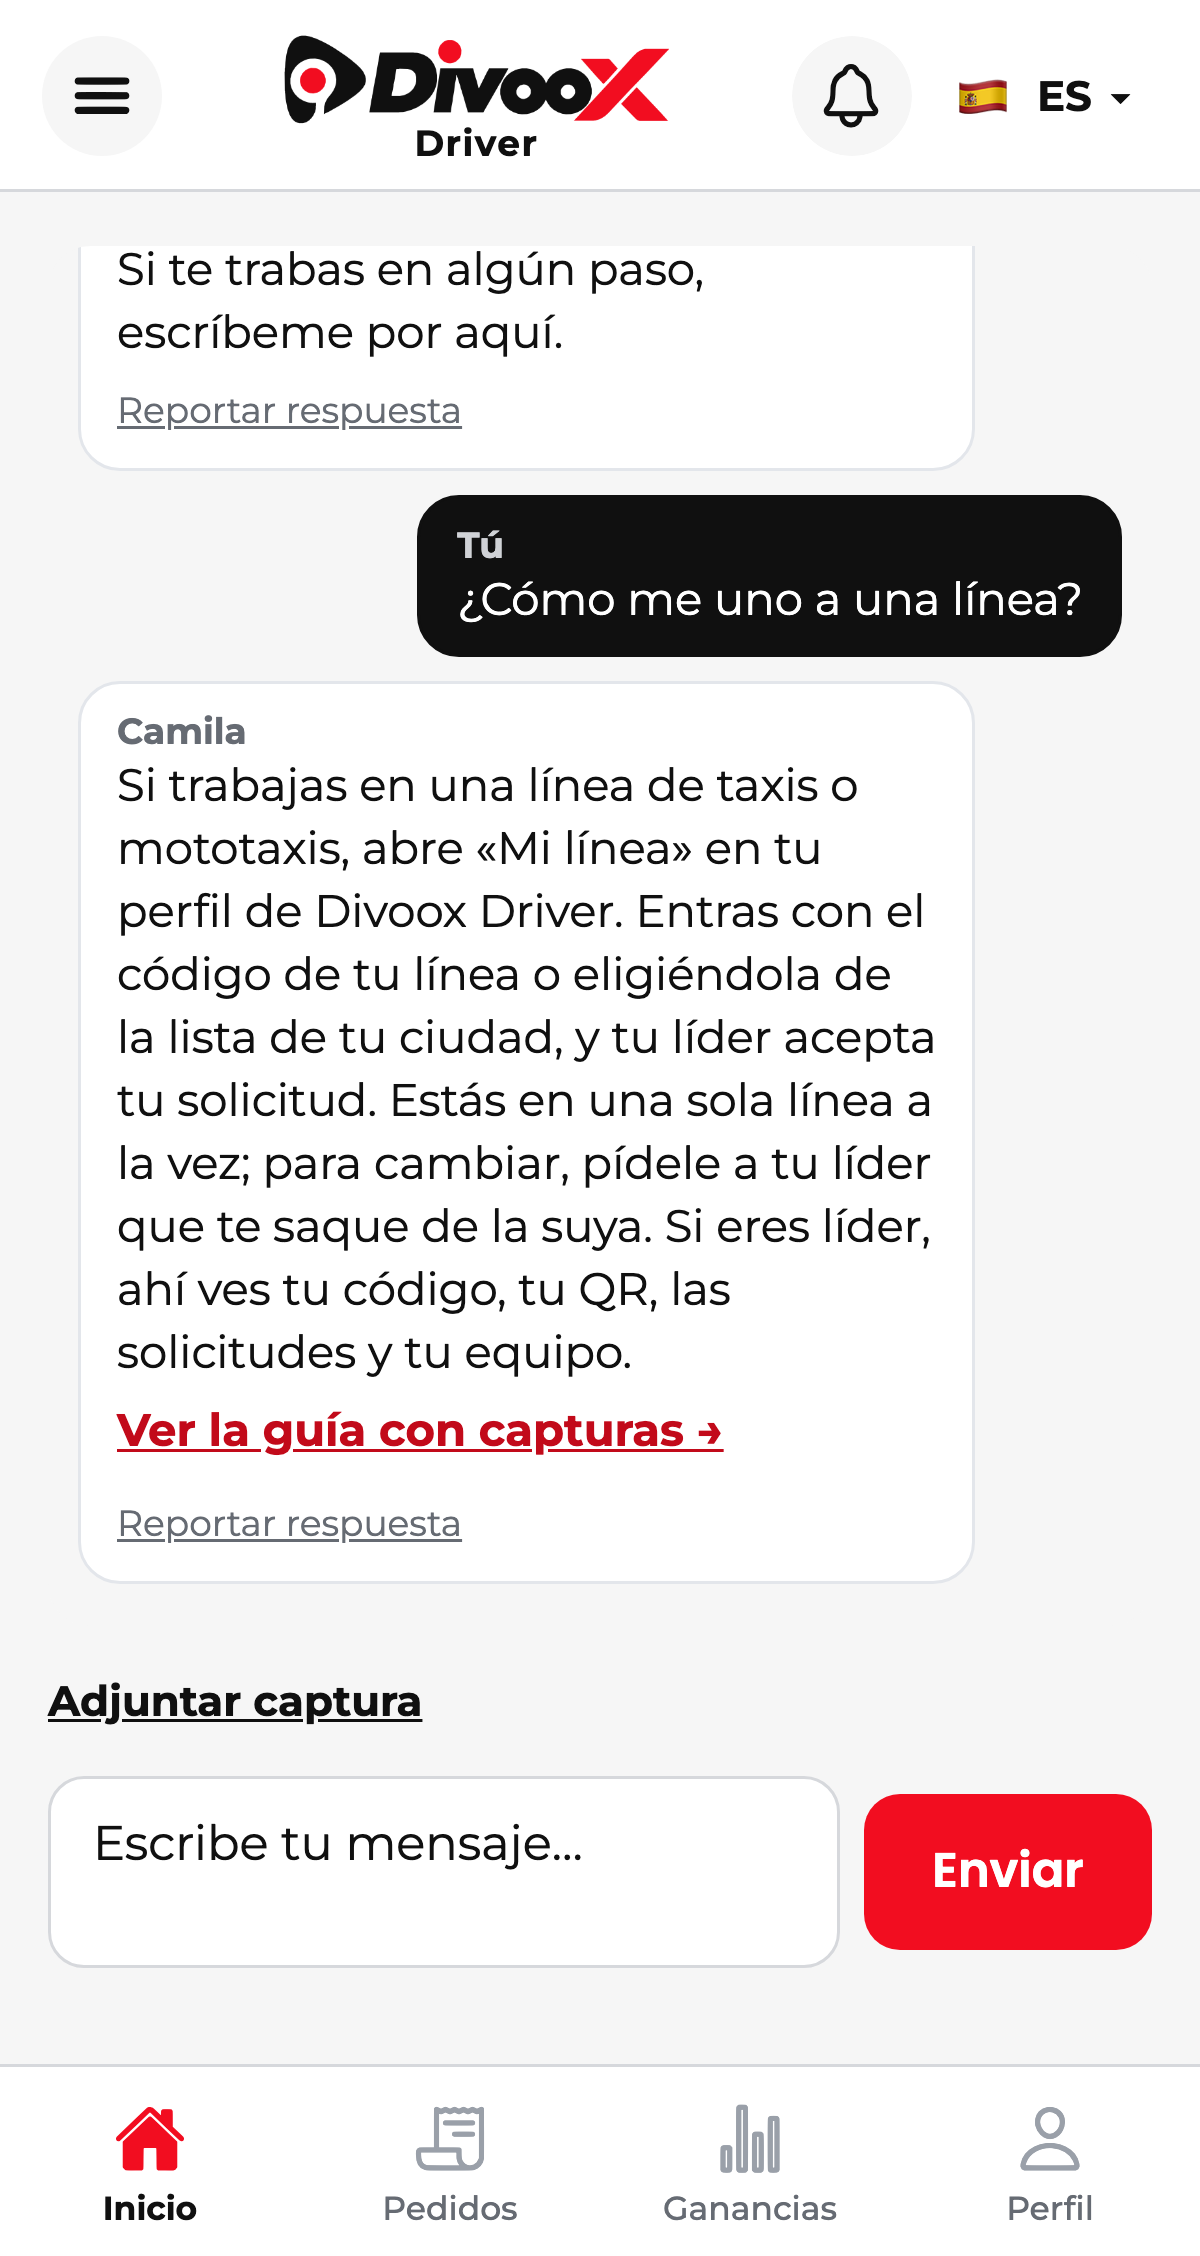 DivooX
Driver
ES
Si te trabas en algún paso,
escríbeme por aquí.
Reportar respuesta
Tú
¿Cómo me uno a una línea?
Camila
Si trabajas en una línea de taxis o
mototaxis, abre «Mi línea» en tu
perfil de Divoox Driver. Entras con el
código de tu línea o eligiéndola de
la lista de tu ciudad, y tu líder acepta
tu solicitud. Estás en una sola línea a
la vez; para cambiar, pídele a tu líder
que te saque de la suya. Si eres líder,
ahí ves tu código, tu QR, las
solicitudes y tu equipo.
Ver la guía con capturas →
Reportar respuesta
Adjuntar captura
Escribe tu mensaje...
Enviar
Inicio
Pedidos
Ganancias
Perfil